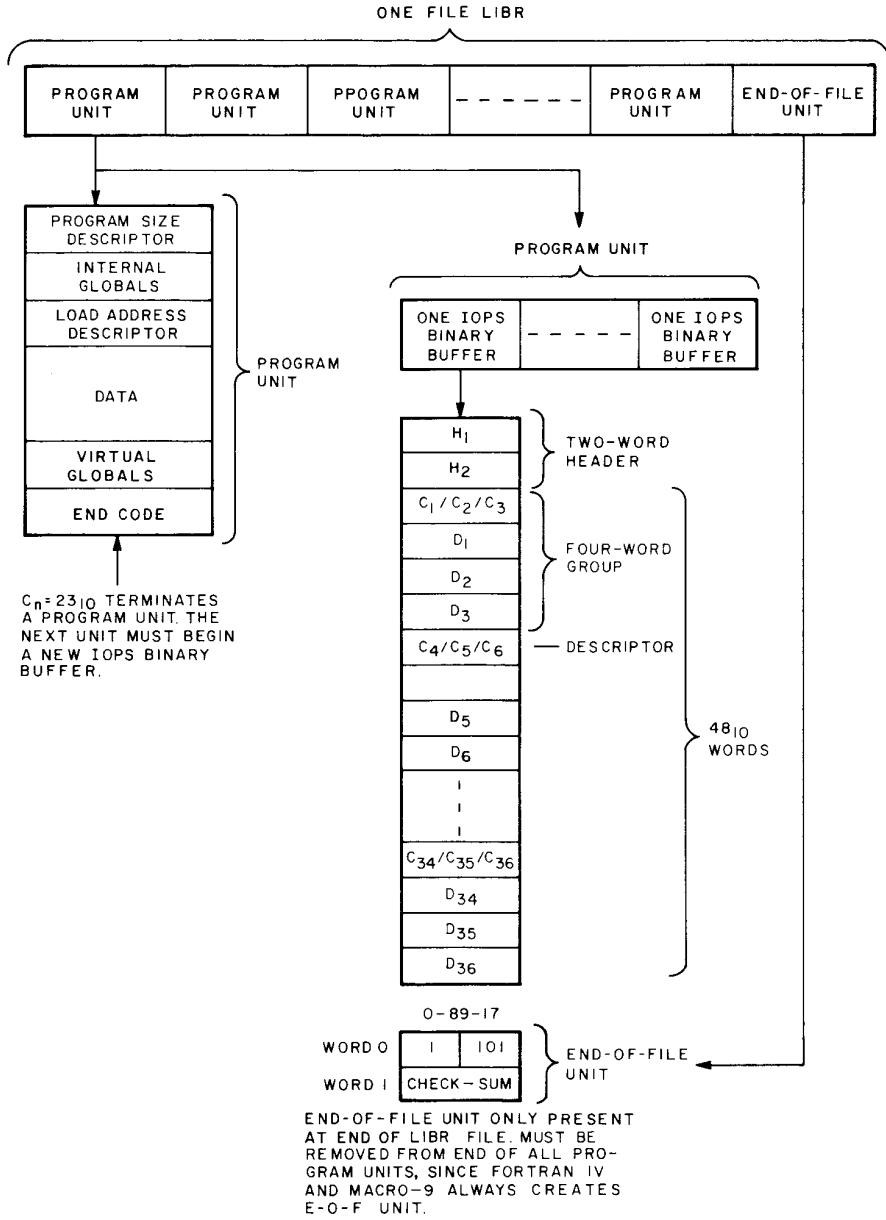 ONE FILE LIBR
PROGRAM UNIT
PROGRAM UNIT
PPOGRAM UNIT
- - - - - -
PROGRAM UNIT
END-OF-FILE UNIT
PROGRAM SIZE
DESCRIPTOR
INTERNAL
GLOBALS
LOAD ADDRESS
DESCRIPTOR
DATA
VIRTUAL
GLOBALS
END CODE
PROGRAM
UNIT
Cn=23₁₀ TERMINATES
A PROGRAM UNIT. THE
NEXT UNIT MUST BEGIN
A NEW IOPS BINARY
BUFFER.
PROGRAM UNIT
ONE IOPS
BINARY
BUFFER
- - - - -
ONE IOPS
BINARY
BUFFER
H₁
H₂
TWO-WORD
HEADER
C₁/C₂/C₃
D₁
D₂
D₃
FOUR-WORD
GROUP
C₄/C₅/C₆
— DESCRIPTOR
D₅
D₆
C₃₄/C₃₅/C₃₆
D₃₄
D₃₅
D₃₆
48₁₀
WORDS
0-89-17
WORD 0 1 101
WORD 1 CHECK-SUM
END-OF-FILE
UNIT
END-OF-FILE UNIT ONLY PRESENT
AT END OF LIBR FILE. MUST BE
REMOVED FROM END OF ALL PRO-
GRAM UNITS, SINCE FORTRAN IV
AND MACRO-9 ALWAYS CREATES
E-O-F UNIT.